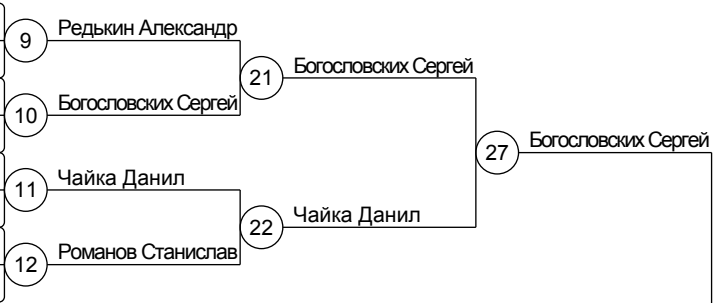 9 Редькин Александр
21 Богословских Сергей
10 Богословских Сергей
27 Богословских Сергей
11 Чайка Данил
22 Чайка Данил
12 Романов Станислав